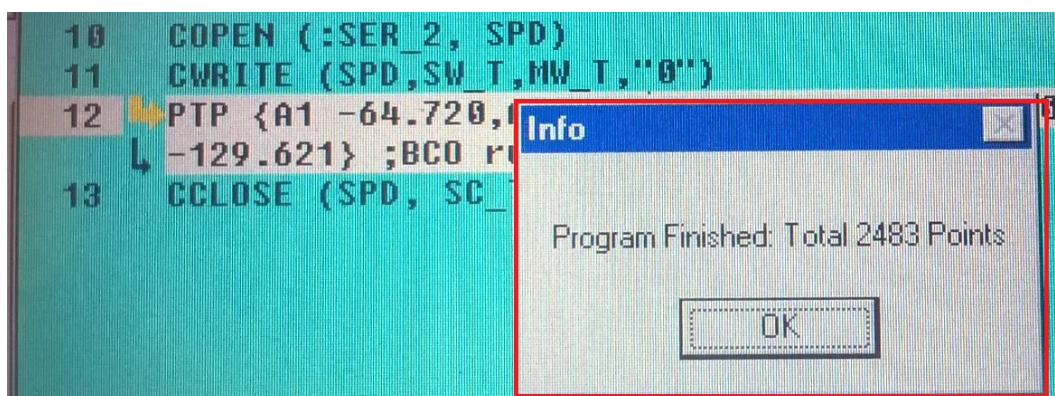 10 COPEN (:SER_2, SPD)
11 CWRITE (SPD,SW_T,MW_T,"0")
12 PTP {A1 -64.720,
-129.621} ;BCO
13 CCLOSE (SPD,
Info
Program Finished: Total 2483 Points
OK